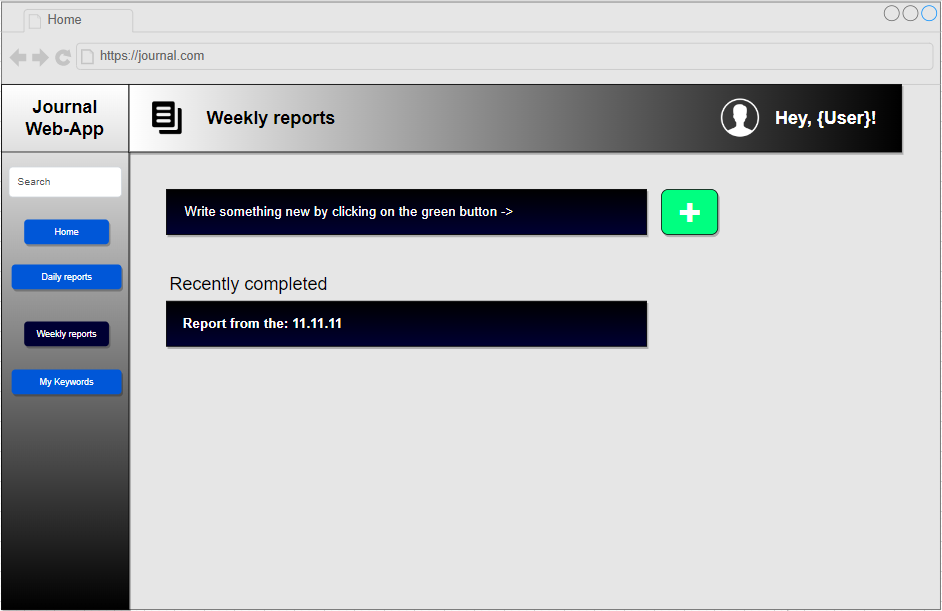 Home
https://journal.com
Journal
Web-App
Weekly reports
Hey, {User}!
Search
Home
Daily reports
Weekly reports
My Keywords
Write something new by clicking on the green button ->
Recently completed
Report from the: 11.11.11